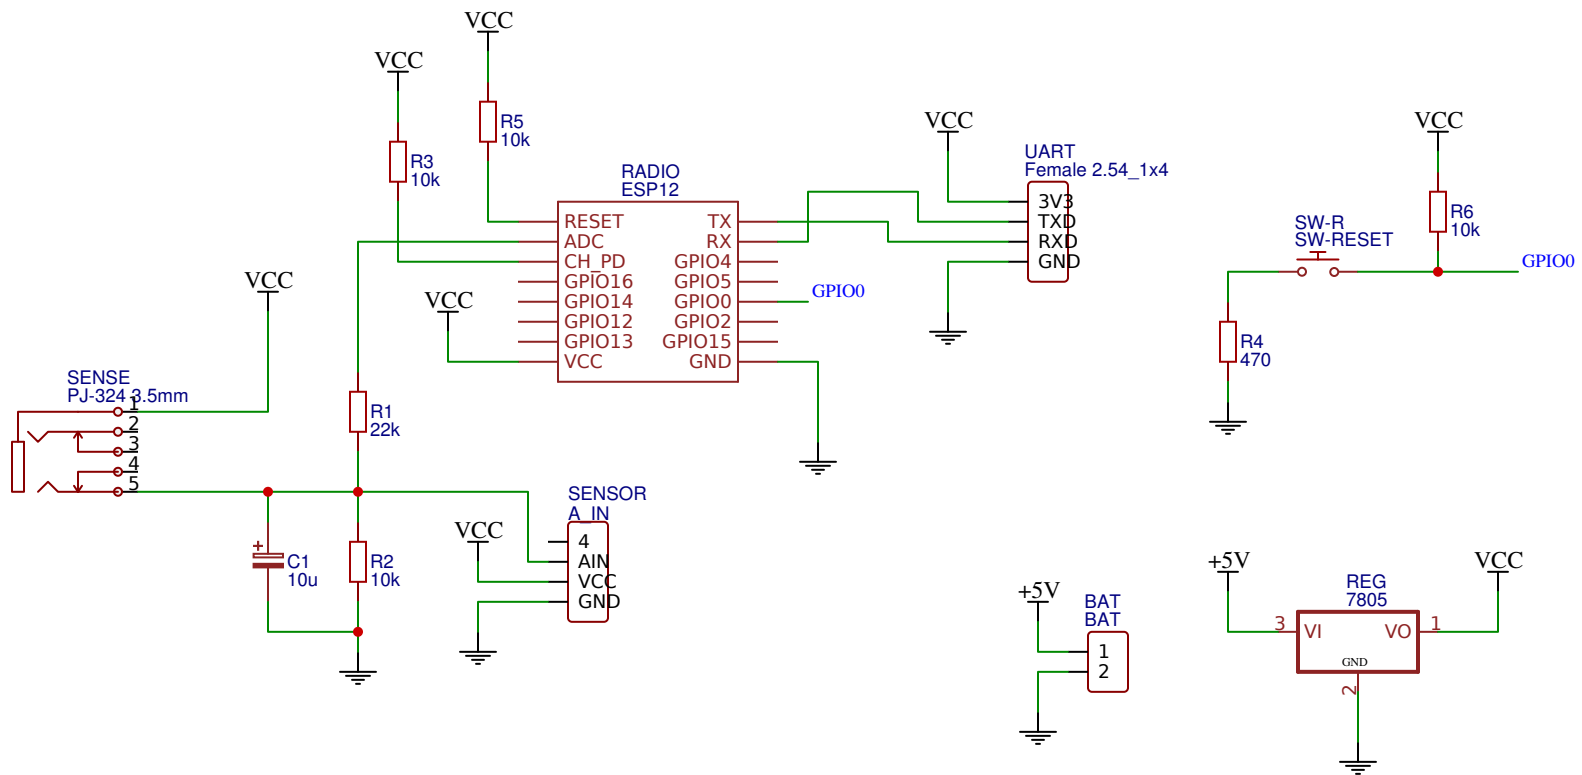 VCC
VCC
R5
10k
R3
10k
RADIO
ESP12
RESET
ADC
CH_PD
GPIO16
GPIO14
GPIO12
GPIO13
VCC
TX
RX
GPIO4
GPIO5
GPIO0
GPIO2
GPIO15
GND
GPIO0
VCC
VCC
UART
Female 2.54_1x4
3V3
TXD
RXD
GND
VCC
R6
10k
SW-R
SW-RESET
GPIO0
R4
470
VCC
SENSE
PJ-324 3.5mm
1
2
3
4
5
R1
22k
C1
10u
+
R2
10k
SENSOR
A_IN
VCC
4
AIN
VCC
GND
+5V
BAT
BAT
1
2
+5V
REG
7805
VCC
3
VI
VO
1
GND
2